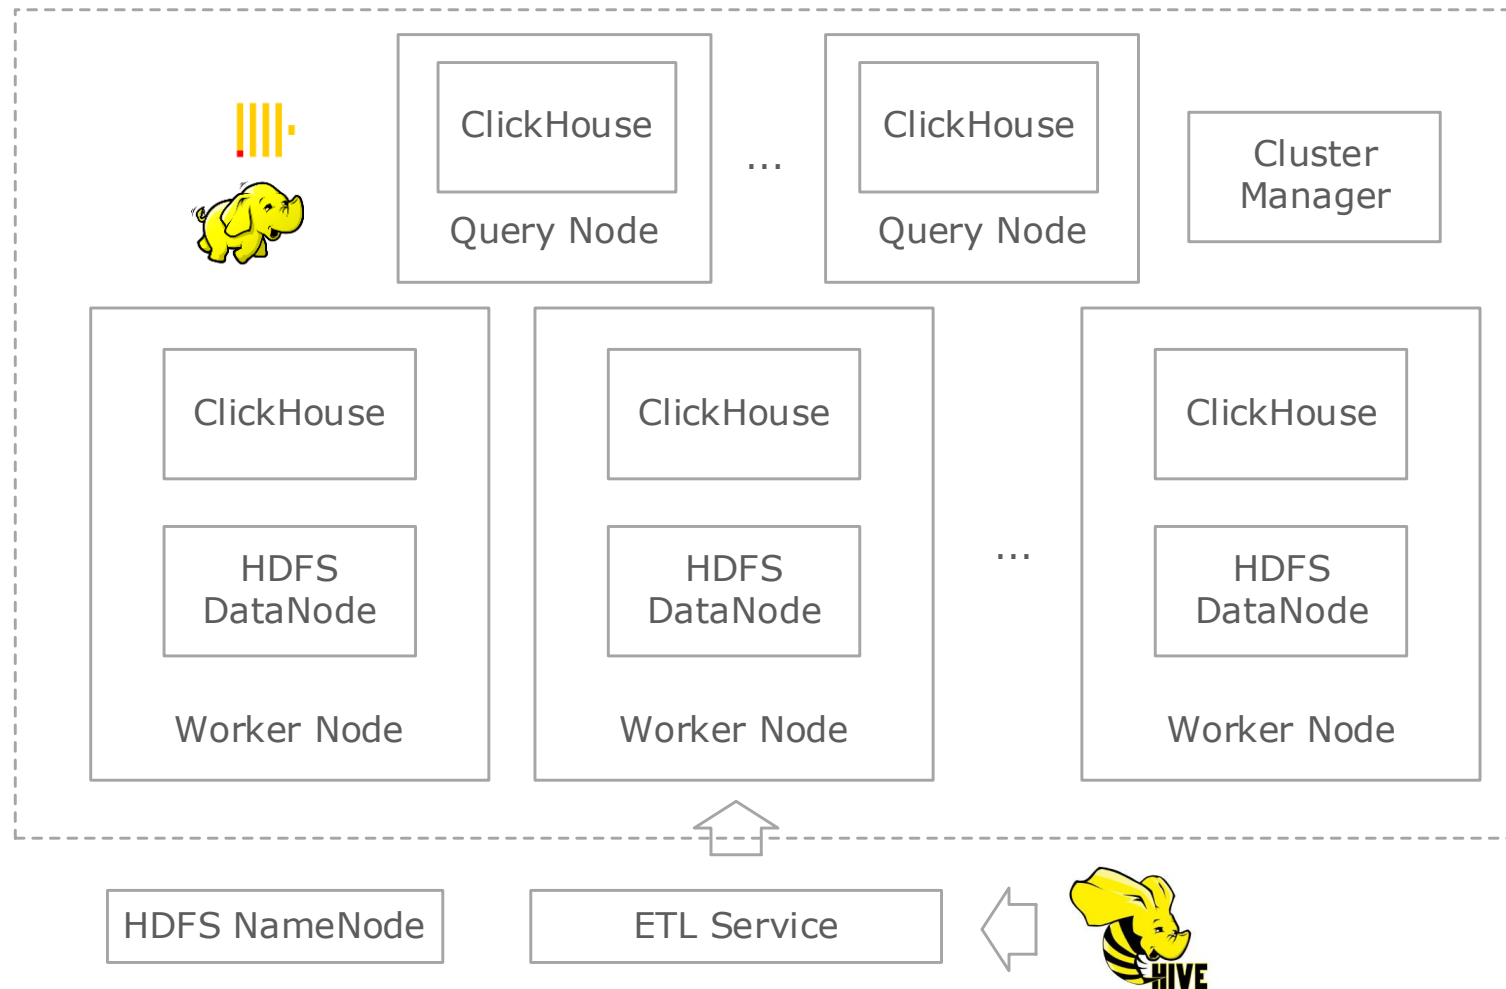 ClickHouse
Query Node
...
ClickHouse
Query Node
Cluster
Manager
ClickHouse
HDFS
DataNode
Worker Node
ClickHouse
HDFS
DataNode
Worker Node
...
ClickHouse
HDFS
DataNode
Worker Node
HDFS NameNode
ETL Service
HIVE